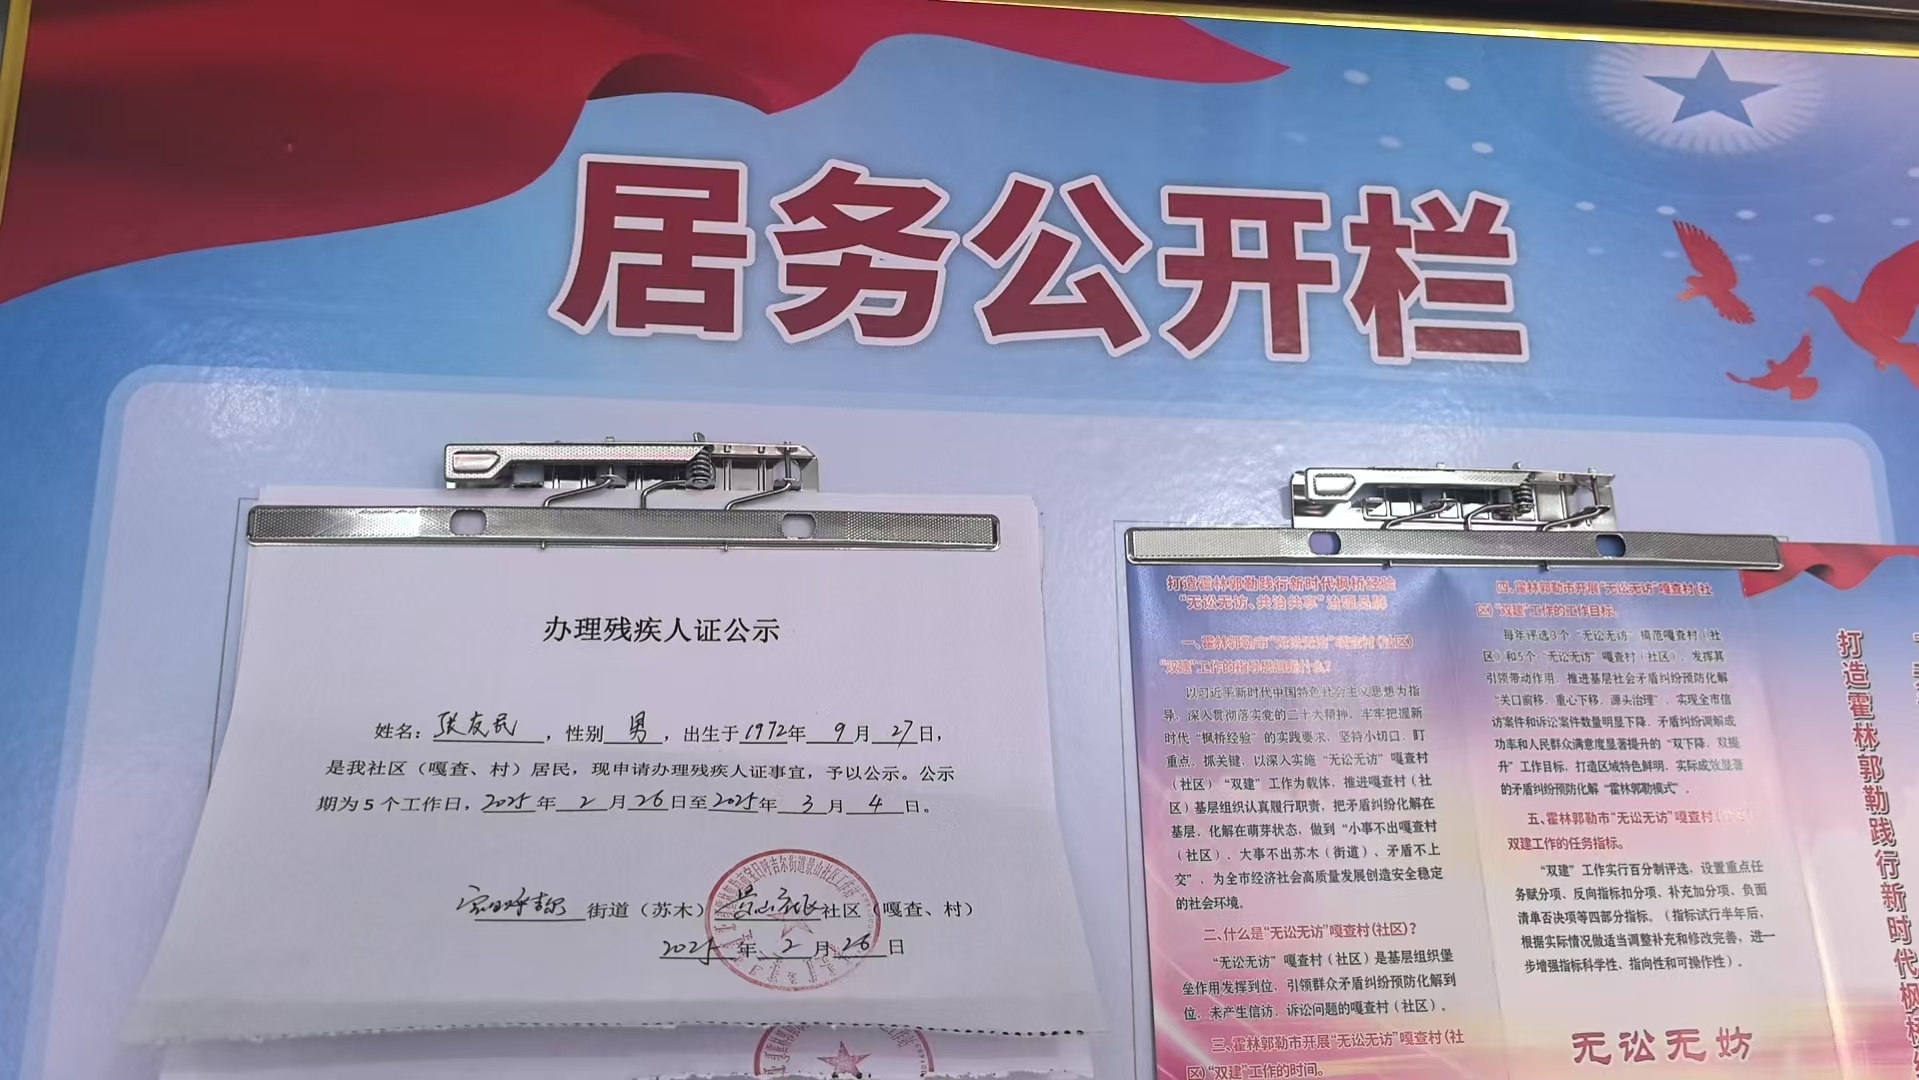 居务公开栏
办理残疾人证公示
姓名：张友民，性别 男，出生于1972年 9月 27日，
是我社区（嘎查、村）居民，现申请办理残疾人证事宜，予以公示。公示
期为5个工作日，2025年 2月26日至2025年 3月 4日。
宝日呼吉尔街道（苏木）景山社区（嘎查、村）
2025年 2月 26日
打造霍林郭勒践行新时代枫桥经验
“无讼无访、共治共享”治理品牌
一、霍林郭勒市“无讼无访”嘎查村（社区）
“双建”工作的指导思想是什么？
以习近平新时代中国特色社会主义思想为指
导，深入贯彻落实党的二十大精神，牢牢把握新
时代“枫桥经验”的实践要求，坚持小切口、盯
重点、抓关键，以深入实施“无讼无访”嘎查村
（社区）“双建”工作为载体，推进嘎查村（社
区）基层组织认真履行职责，把矛盾纠纷化解在
基层、化解在萌芽状态，做到“小事不出嘎查村
（社区）、大事不出苏木（街道）、矛盾不上
交”，为全市经济社会高质量发展创造安全稳定
的社会环境。
二、什么是“无讼无访”嘎查村（社区）？
“无讼无访”嘎查村（社区）是基层组织堡
垒作用发挥到位，引领群众矛盾纠纷预防化解到
位，未产生信访、诉讼问题的嘎查村（社区）。
三、霍林郭勒市开展“无讼无访”嘎查村（社
区）“双建”工作的时间。
四、霍林郭勒市开展“无讼无访”嘎查村（社
区）“双建”工作的工作目标。
每年评选3个“无讼无访”模范嘎查村（社
区）和5个“无讼无访”嘎查村（社区），发挥其
引领带动作用，推进基层社会矛盾纠纷预防化解
“关口前移，重心下移，源头治理”，实现全市信
访案件和诉讼案件数量明显下降，矛盾纠纷调解成
功率和人民群众满意度显著提升的“双下降、双提
升”工作目标，打造区域特色鲜明、实际成效显著
的矛盾纠纷预防化解“霍林郭勒模式”。
五、霍林郭勒市“无讼无访”嘎查村（社区）
双建工作的任务指标。
“双建”工作实行百分制评选，设置重点任
务赋分项、反向指标扣分项、补充加分项、负面
清单否决项等四部分指标。（指标试行半年后，
根据实际情况做适当调整补充和修改完善，进一
步增强指标科学性、指向性和可操作性）。
无讼无访
打造霍林郭勒践行新时代枫桥